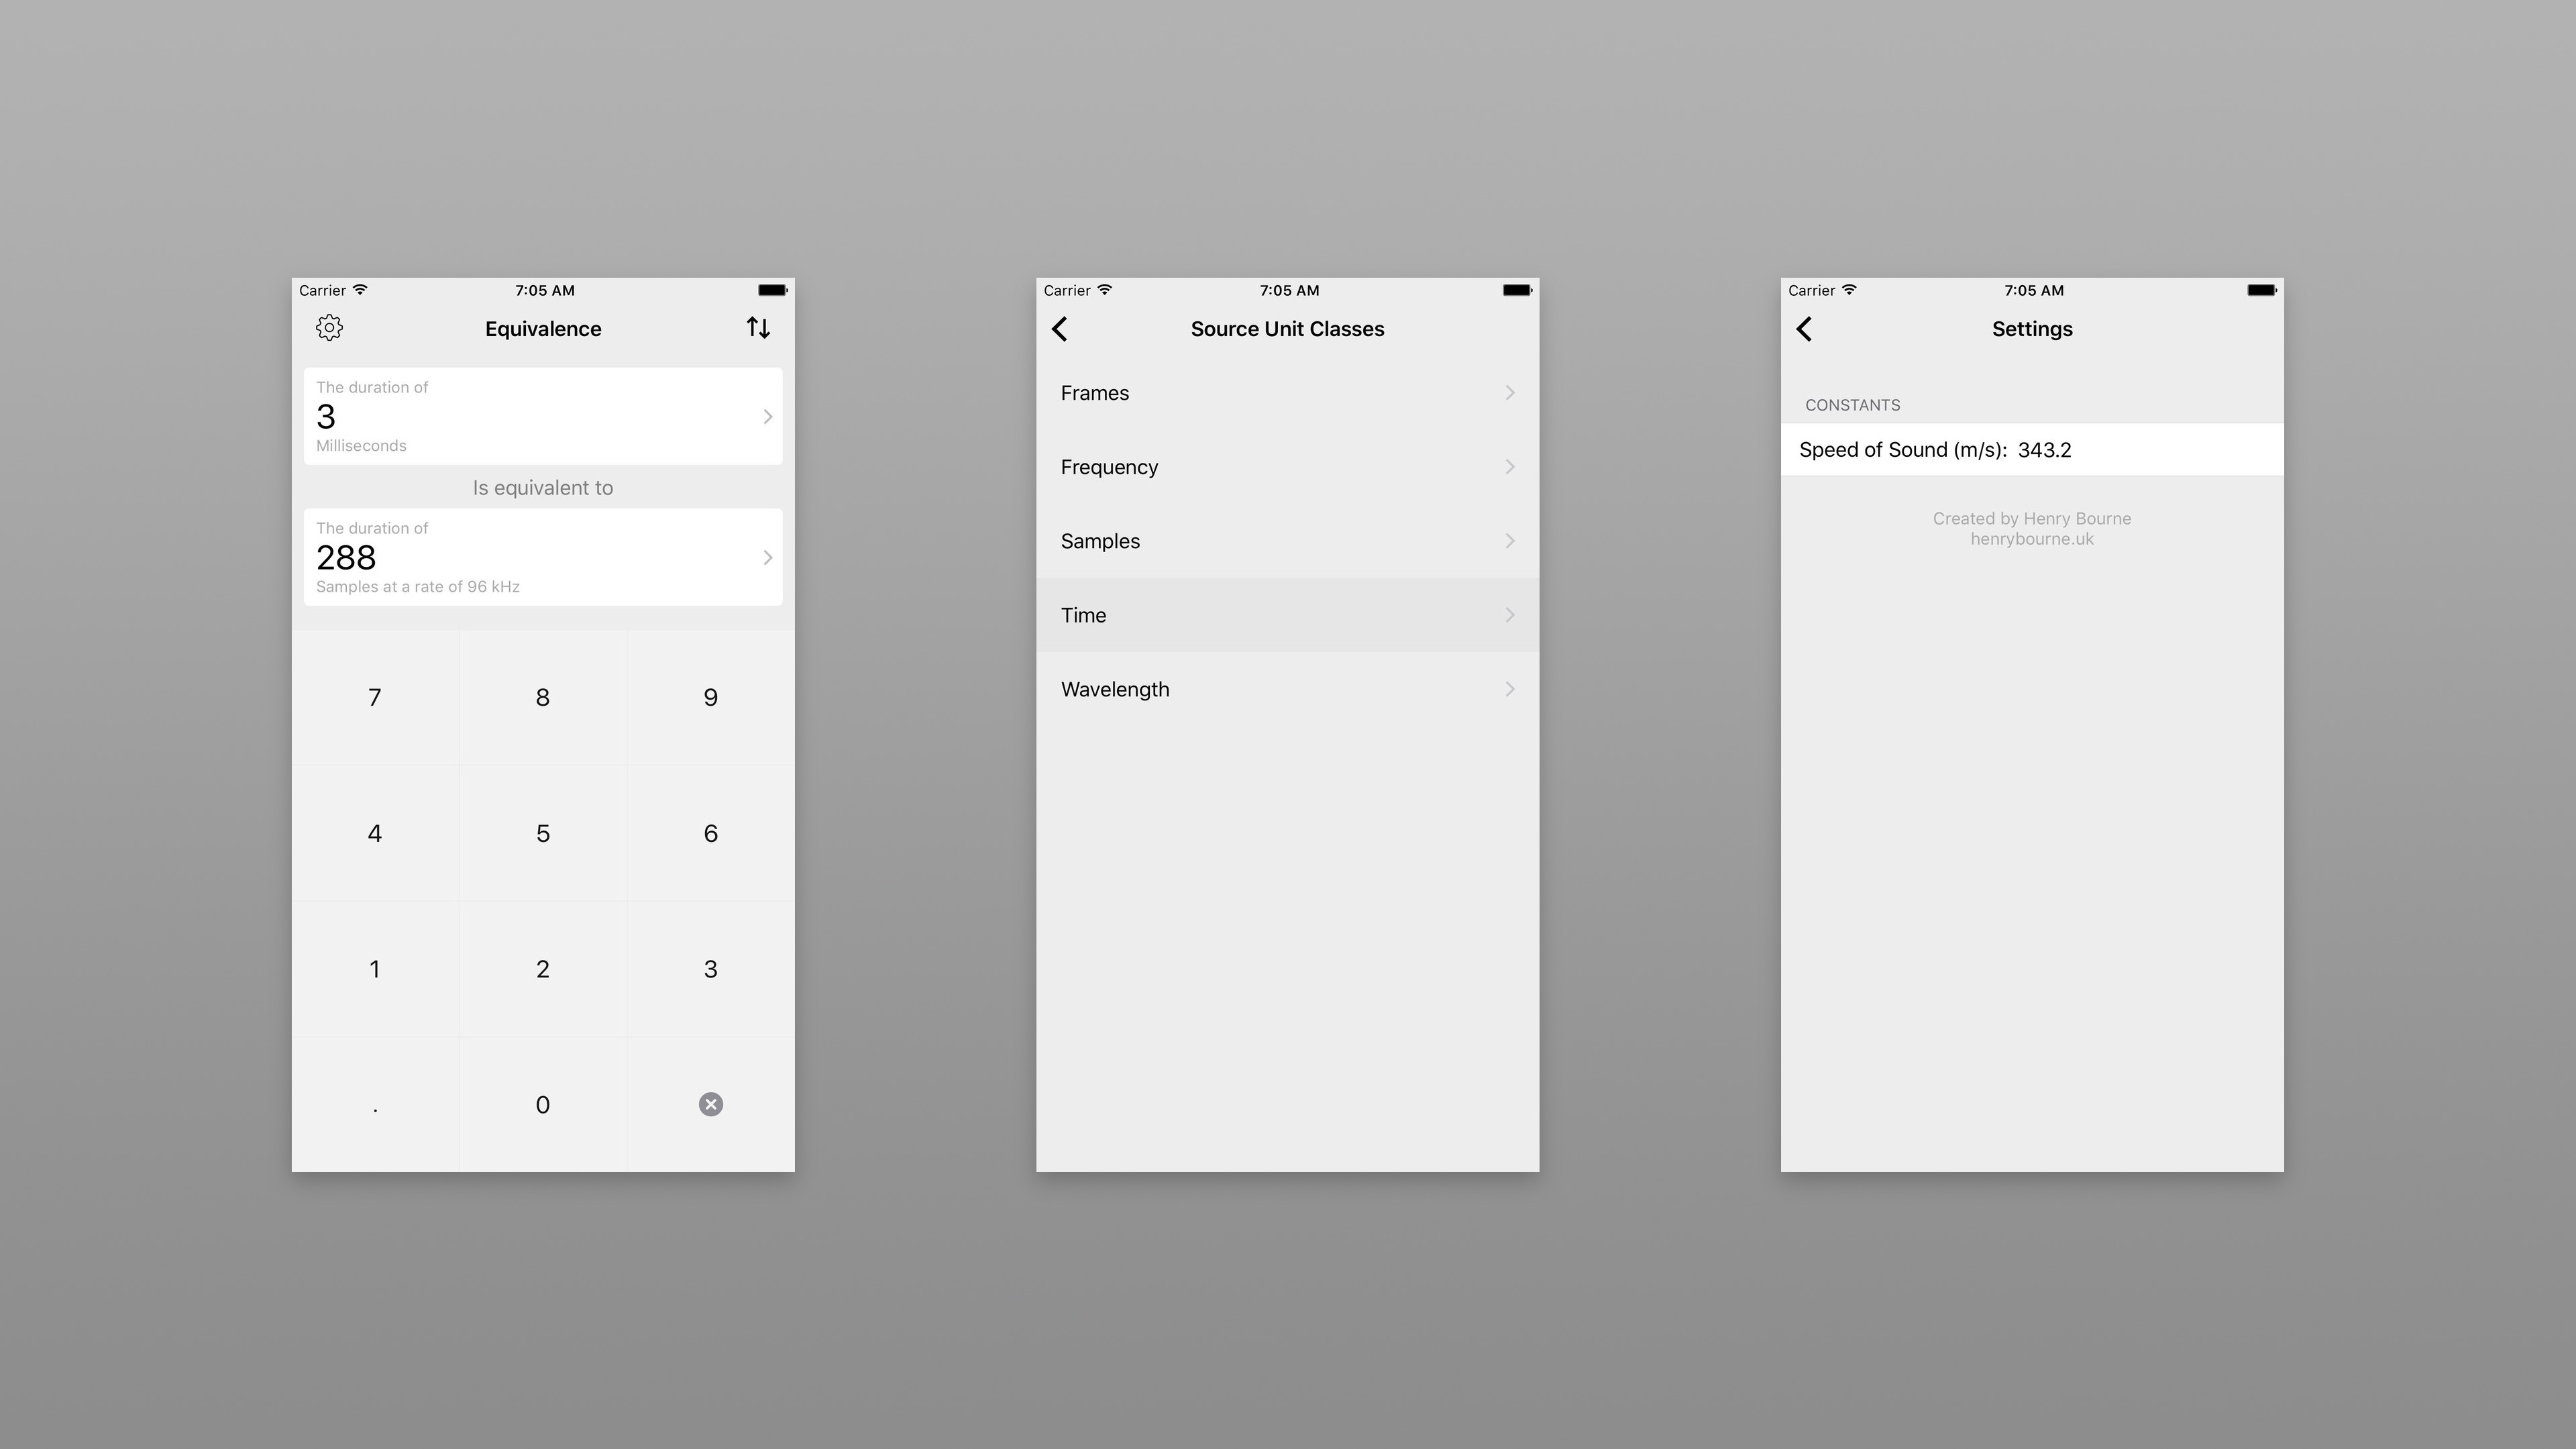 Carrier 7:05 AM
Equivalence
The duration of
3
Milliseconds
Is equivalent to
The duration of
288
Samples at a rate of 96 kHz
7 8 9
4 5 6
1 2 3
. 0
Carrier 7:05 AM
Source Unit Classes
Frames
Frequency
Samples
Time
Wavelength
Carrier 7:05 AM
Settings
CONSTANTS
Speed of Sound (m/s): 343.2
Created by Henry Bourne
henrybourne.uk